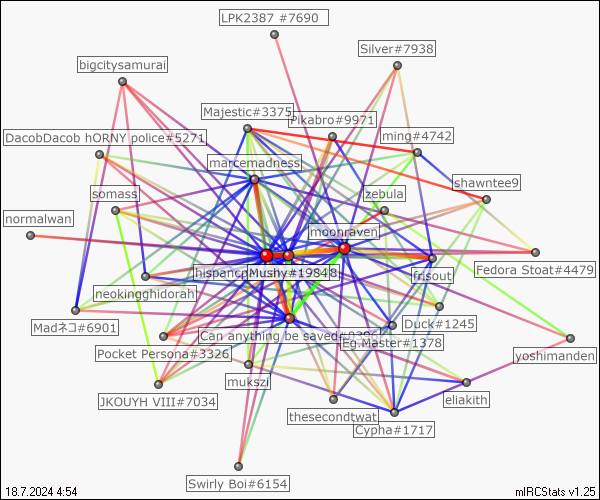 LPK2387 #7690
Silver#7938
bigcitysamurai
Majestic#3375
Pikabro#9971
DacobDacob hORNY police#5271
ming#4742
marcemadness
shawntee9
somass
zebula
normalwan
moonraven
Mushy#1984
Fedora Stoat#4479
frisout
neokingghidorah
Madネコ#6901
Duck#1245
Can anything be saved
Eg.Master#1378
Pocket Persona#3326
yoshimanden
mukszi
JKOUYH VIII#7034
eliakith
thesecondtwat
Cypha#1717
Swirly Boi#6154
18.7.2024 4:54
mIRCStats v1.25